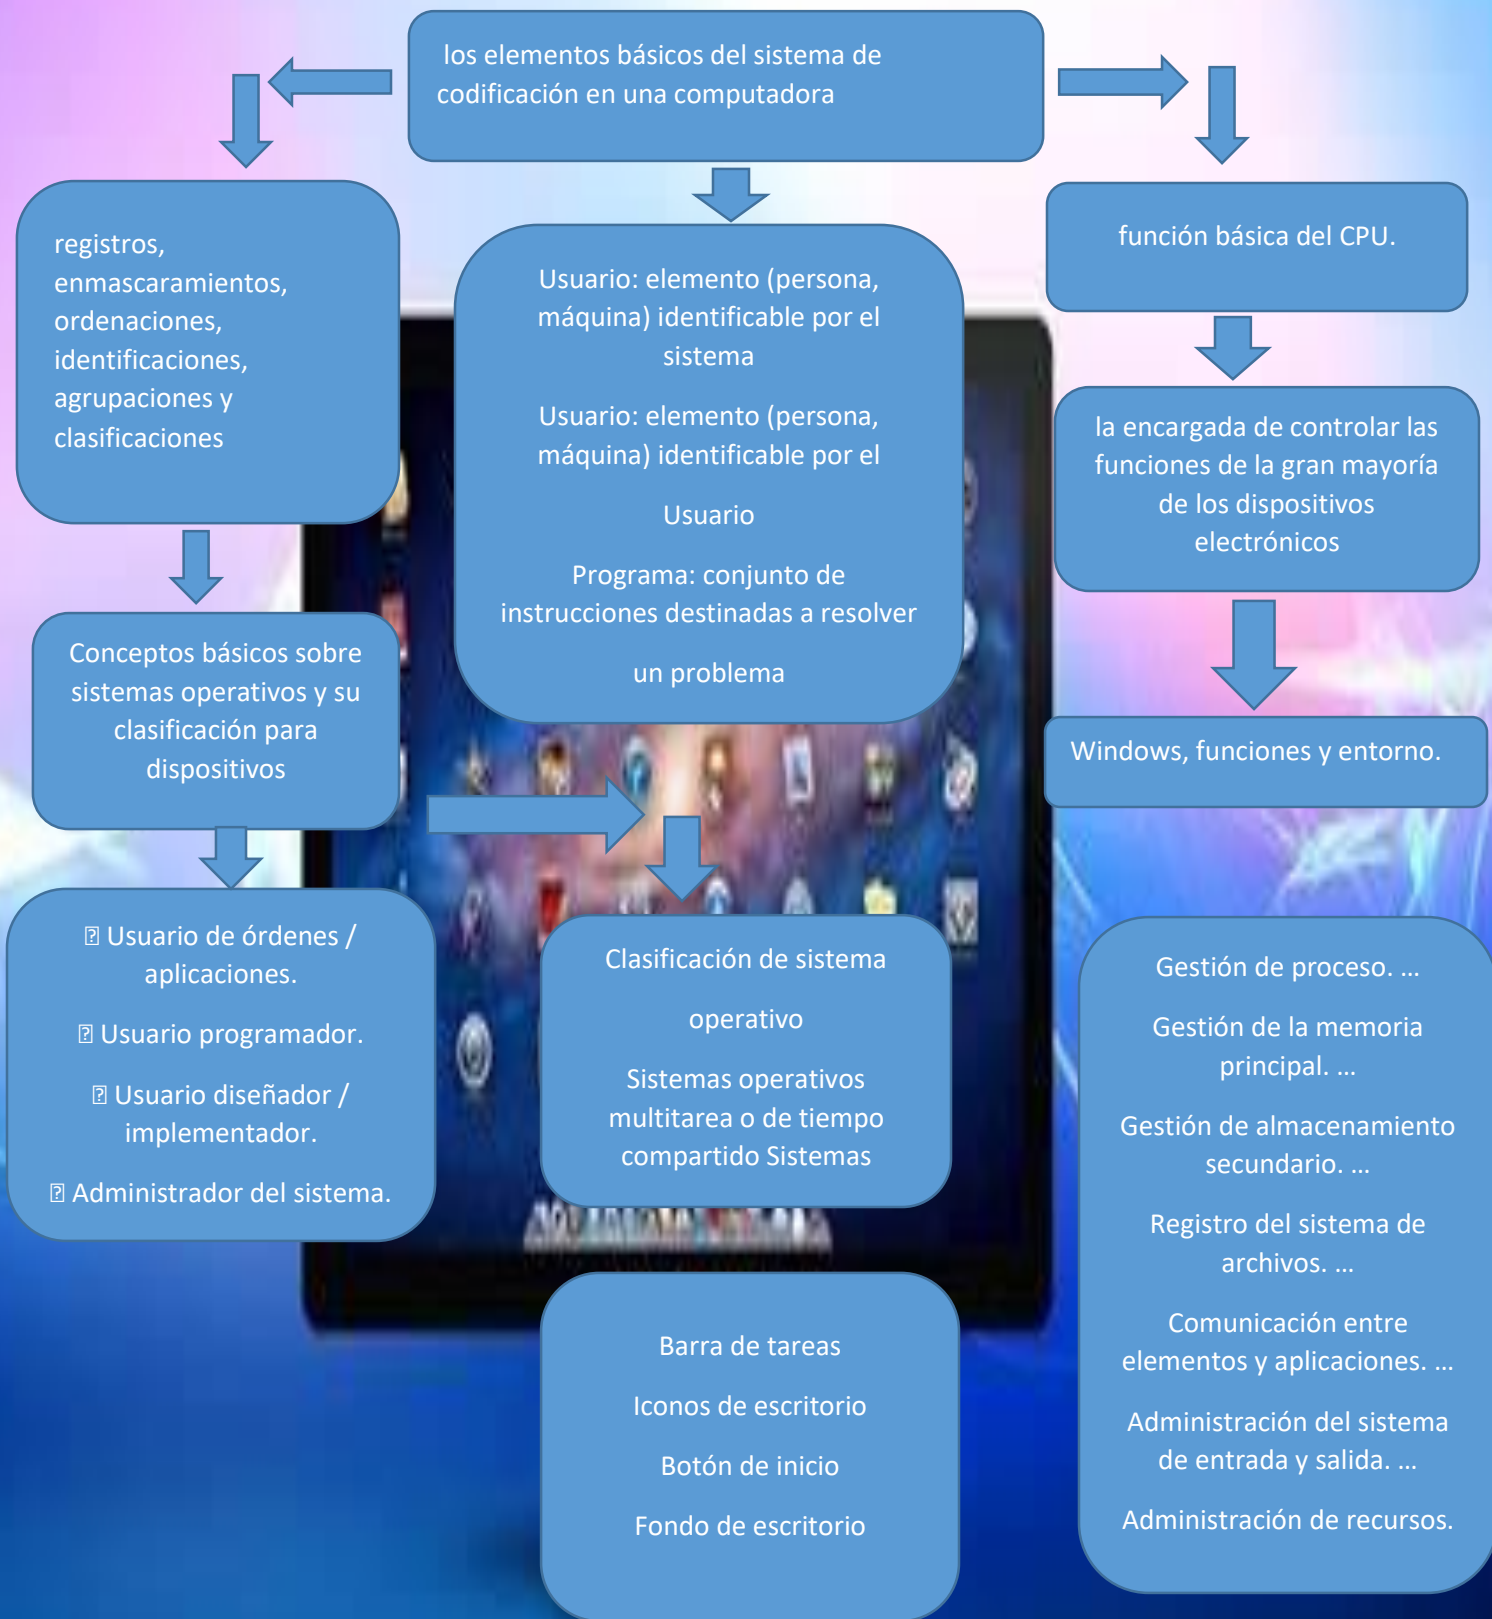 los elementos básicos del sistema de
codificación en una computadora
registros,
enmascaramientos,
ordenaciones,
identificaciones,
agrupaciones y
clasificaciones
Usuario: elemento (persona,
máquina) identificable por el
sistema
Usuario: elemento (persona,
máquina) identificable por el
Usuario
Programa: conjunto de
instrucciones destinadas a resolver
un problema
función básica del CPU.
la encargada de controlar las
funciones de la gran mayoría
de los dispositivos
electrónicos
Conceptos básicos sobre
sistemas operativos y su
clasificación para
dispositivos
Windows, funciones y entorno.
⍰ Usuario de órdenes /
aplicaciones.
⍰ Usuario programador.
⍰ Usuario diseñador /
implementador.
⍰ Administrador del sistema.
Clasificación de sistema
operativo
Sistemas operativos
multitarea o de tiempo
compartido Sistemas
Gestión de proceso. ...
Gestión de la memoria
principal. ...
Gestión de almacenamiento
secundario. ...
Registro del sistema de
archivos. ...
Comunicación entre
elementos y aplicaciones. ...
Administración del sistema
de entrada y salida. ...
Administración de recursos.
Barra de tareas
Iconos de escritorio
Botón de inicio
Fondo de escritorio